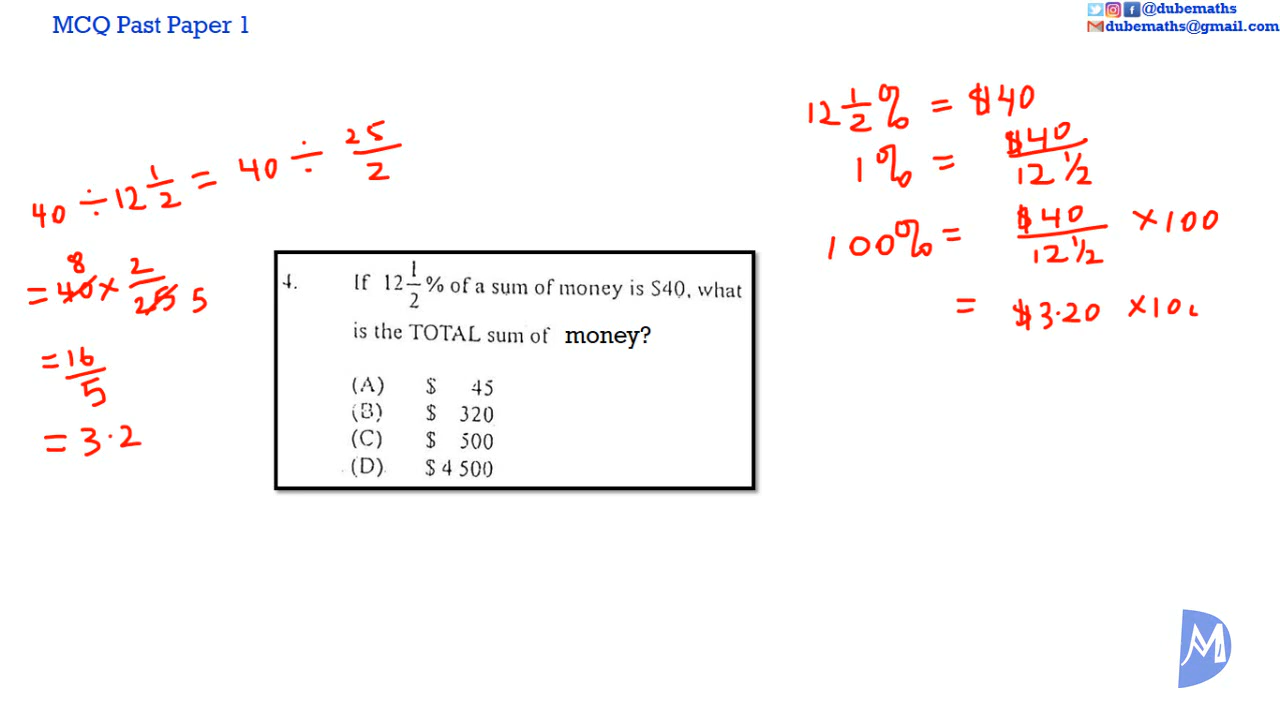 MCQ Past Paper 1
@dubemaths
dubemaths@gmail.com
40 ÷ 12 1/2 = 40 ÷ 25/2
= 40 × 2/25
8 5
= 16/5
= 3.2
12 1/2 % = $40
1% = $40 / 12 1/2
100% = $40 / 12 1/2 × 100
= $3.20 × 10
4. If 12 1/2 % of a sum of money is $40, what
is the TOTAL sum of money?
(A) $ 45
(B) $ 320
(C) $ 500
(D) $ 4 500
M